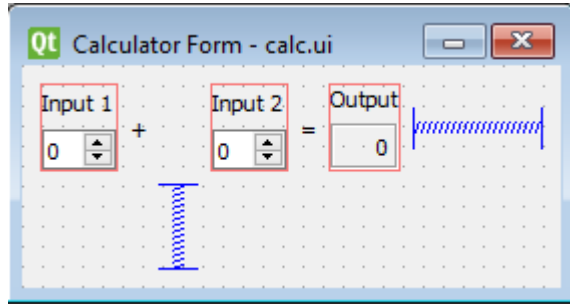 Qt Calculator Form - calc.ui
Input 1 Input 2 Output
0 + 0 = 0